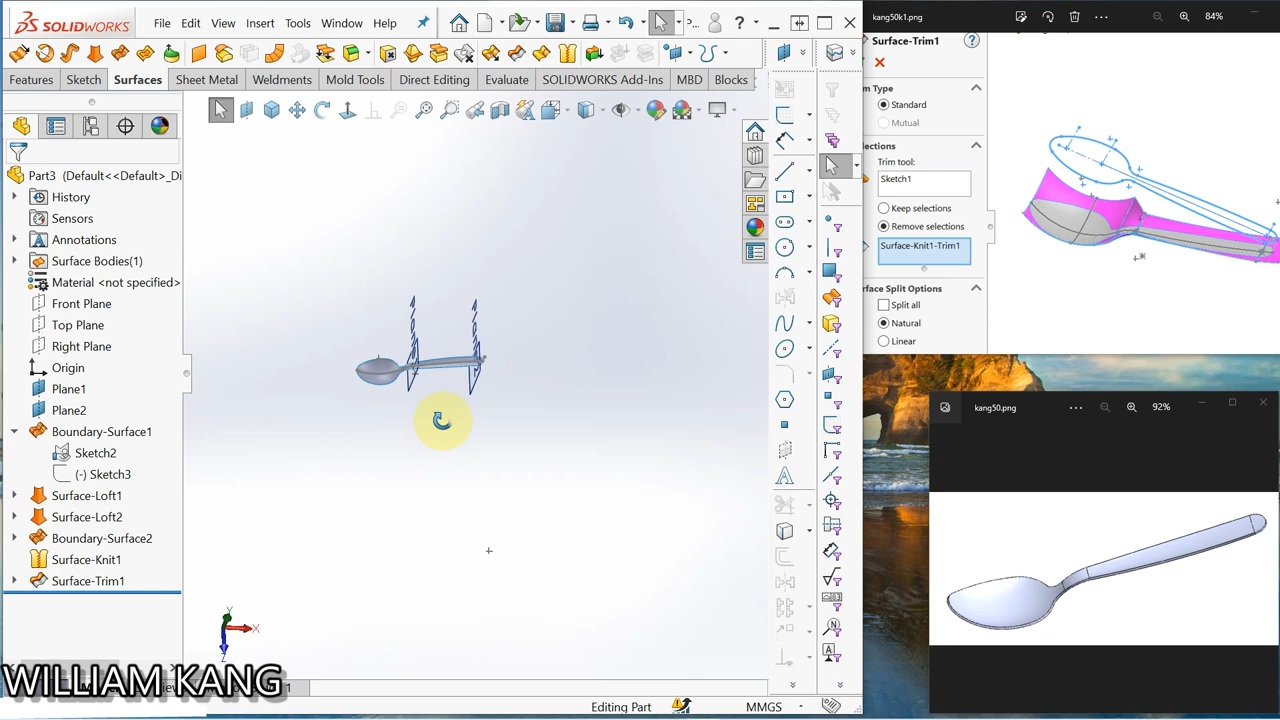 SOLIDWORKS File Edit View Insert Tools Window Help
Features Sketch Surfaces Sheet Metal Weldments Mold Tools Direct Editing Evaluate SOLIDWORKS Add-Ins MBD Blocks
Part3 (Default<<Default>_Di
History
Sensors
Annotations
Surface Bodies(1)
Material <not specified>
Front Plane
Top Plane
Right Plane
Origin
Plane1
Plane2
Boundary-Surface1
Sketch2
(-) Sketch3
Surface-Loft1
Surface-Loft2
Boundary-Surface2
Surface-Knit1
Surface-Trim1
Y
X
Z
WILLIAM KANG
Editing Part
MMGS
kang50k1.png
84%
Surface-Trim1
m Type
Standard
Mutual
elections
Trim tool:
Sketch1
Keep selections
Remove selections
Surface-Knit1-Trim1
rface Split Options
Split all
Natural
Linear
kang50.png
92%